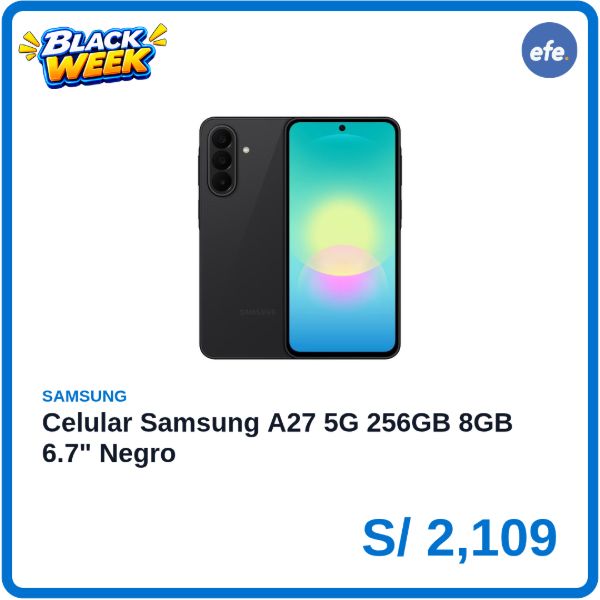 BLACK
WEEK
efe.
SAMSUNG
SAMSUNG
Celular Samsung A27 5G 256GB 8GB
6.7" Negro
S/ 2,109